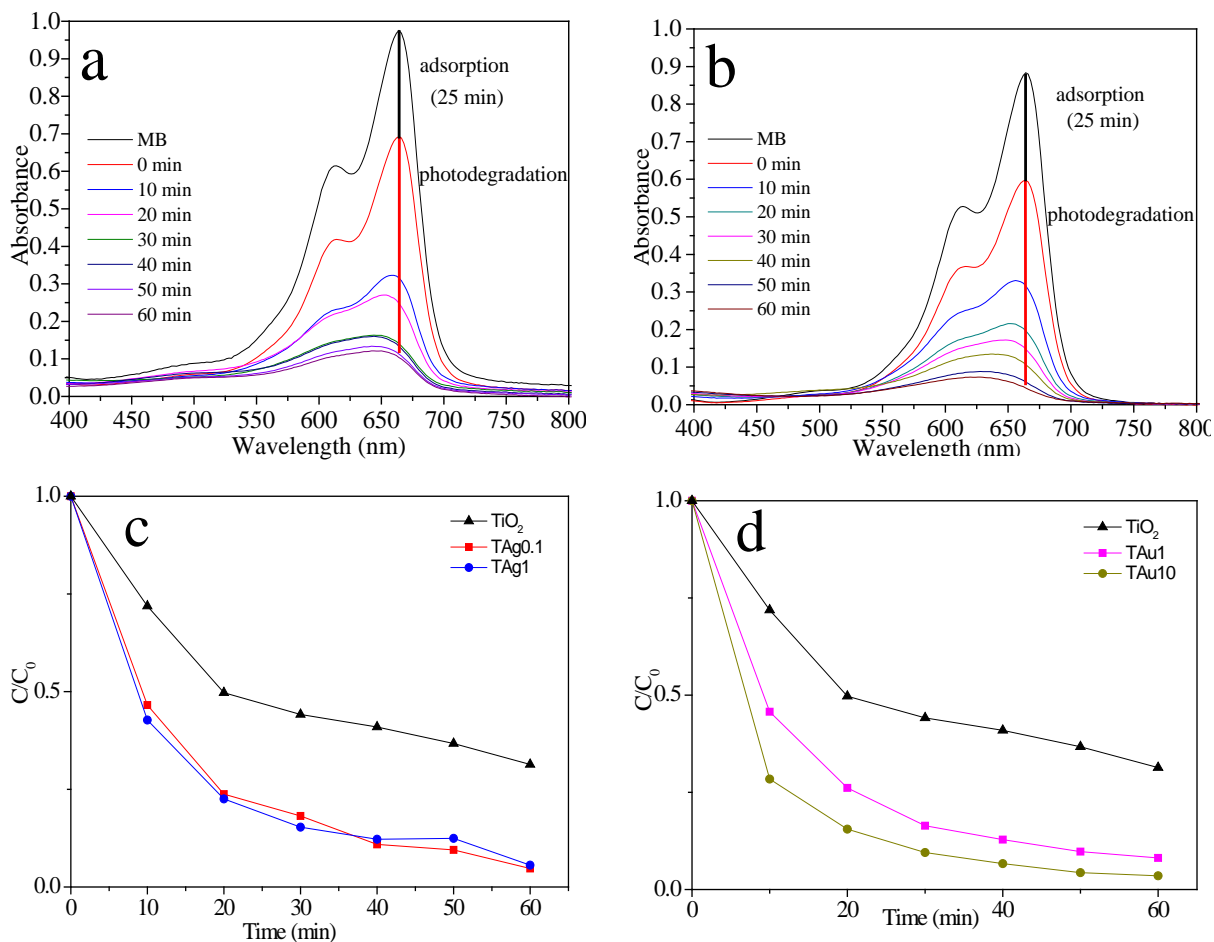 a
adsorption
(25 min)
photodegradation
MB
0 min
10 min
20 min
30 min
40 min
50 min
60 min
Absorbance
1.0
0.9
0.8
0.7
0.6
0.5
0.4
0.3
0.2
0.1
0.0
400 450 500 550 600 650 700 750 800
Wavelength (nm)
b
adsorption
(25 min)
photodegradation
MB
0 min
10 min
20 min
30 min
40 min
50 min
60 min
Absorbance
1.0
0.9
0.8
0.7
0.6
0.5
0.4
0.3
0.2
0.1
0.0
400 450 500 550 600 650 700 750 800
Wavelength (nm)
c
TiO₂
TAg0.1
TAg1
C/C₀
1.0
0.5
0.0
0 10 20 30 40 50 60
Time (min)
d
TiO₂
TAu1
TAu10
C/C₀
1.0
0.5
0.0
0 20 40 60
Time (min)